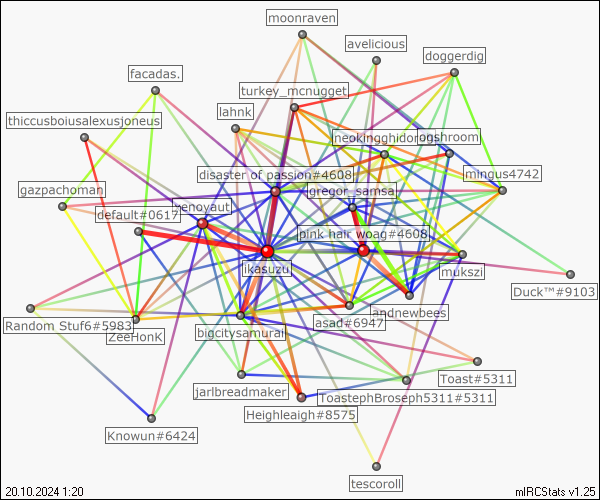 moonraven
avelicious
doggerdig
facadas.
turkey_mcnugget
lahnk
thiccusboiusalexusjoneus
neokingghidorah
ogshroom
disaster of passion#4608
mingus4742
gregor_samsa
gazpachoman
xenoyaut
default#0617
pink hair woag#4608
ikasuzu
mukszi
Duck™#9103
andnewbees
Random Stuf6#5983
ZeeHonk
bigcitysamurai
asad#6947
Toast#5311
jarlbreadmaker
ToastephBroseph5311#5311
Heighleigh#8575
Knowun#6424
tescoroll
20.10.2024 1:20
mIRCStats v1.25